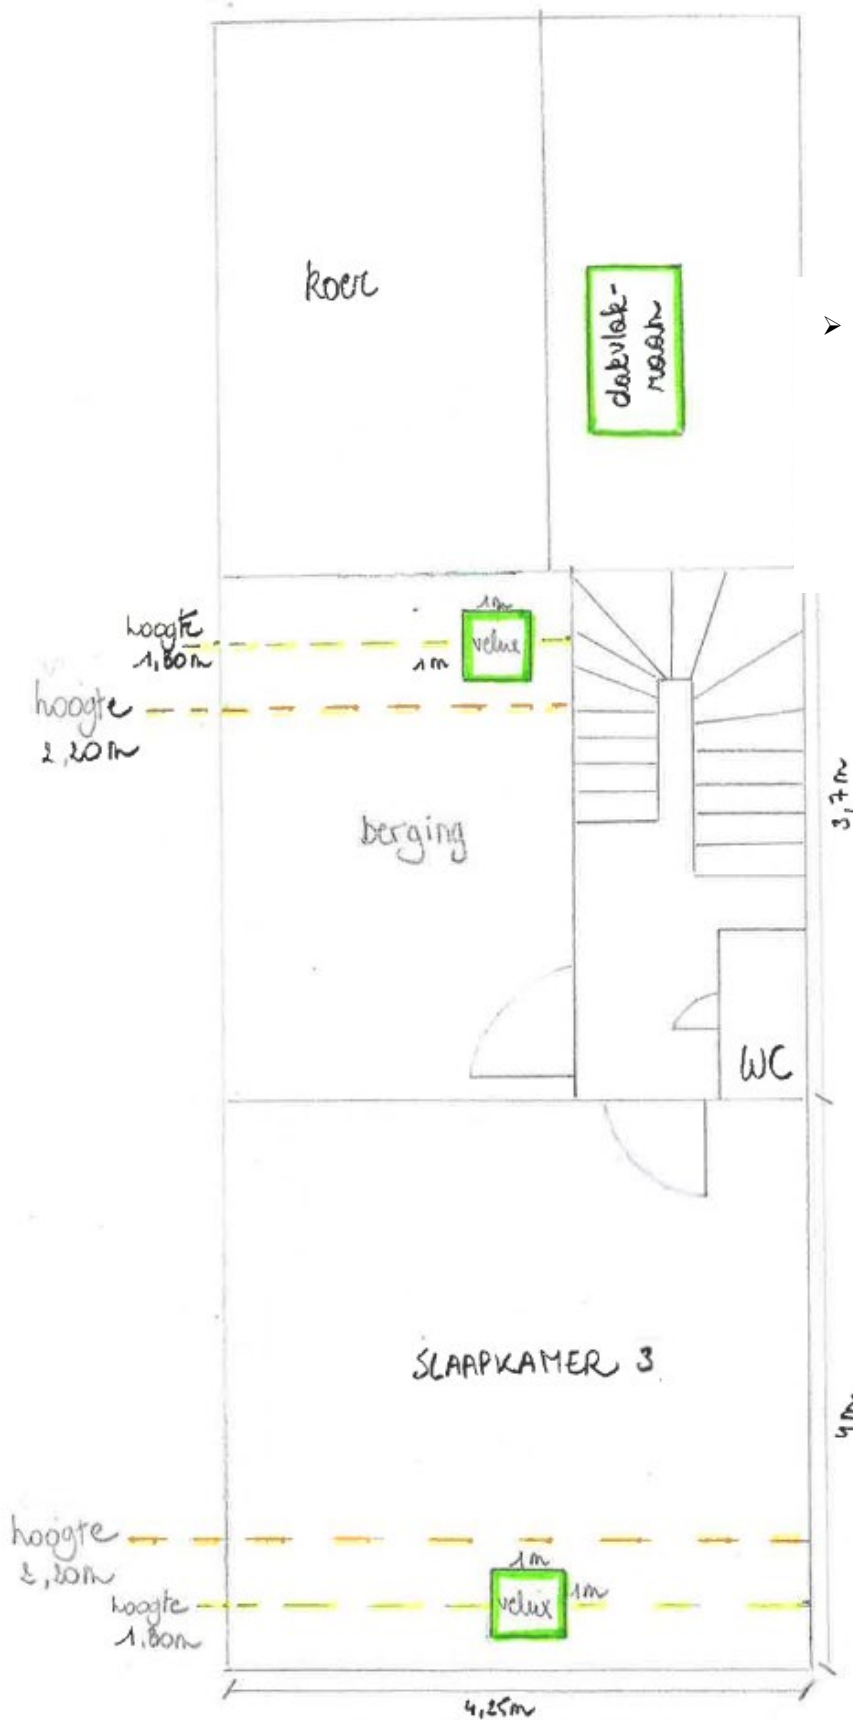 koer
dakvlak-
raam
➢
hoogte
1,80m
1m
1m
velux
hoogte
2,20m
3,7m
berging
WC
SLAAPKAMER 3
4m
hoogte
2,20m
1m
1m
velux
hoogte
1,80m
4,25m